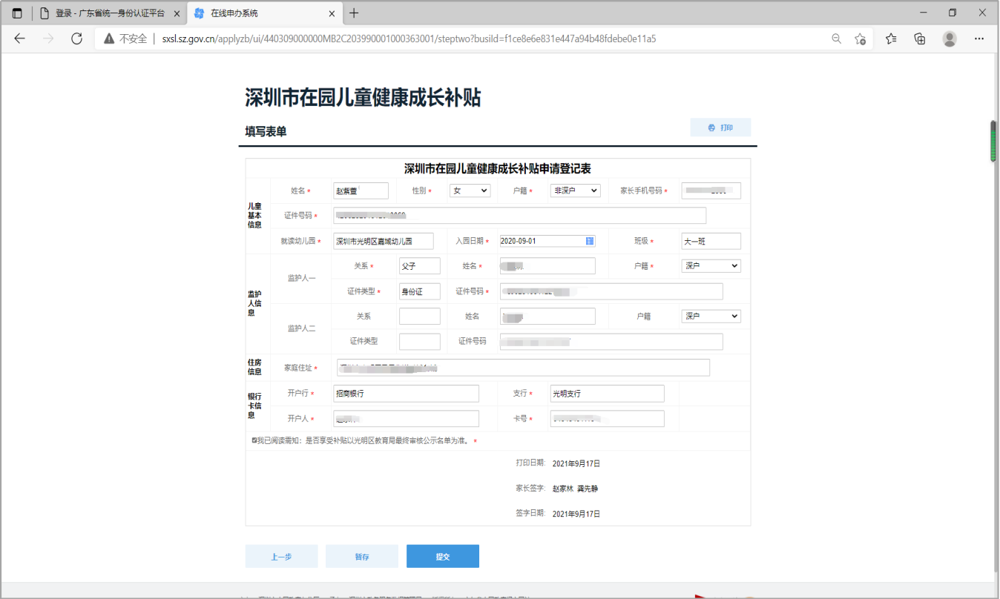 登录 - 广东省统一身份认证平台
在线申办系统
不安全 | sxsl.sz.gov.cn/applyzb/ui/440309000000MB2C203990001000363001/steptwo?busiId=f1ce8e6e831e447a94b48fdebe0e11a5
深圳市在园儿童健康成长补贴
填写表单 打印
深圳市在园儿童健康成长补贴申请登记表
儿童基本信息
姓名* 赵紫萱 性别* 女 户籍* 非深户 家长手机号码*
证件号码*
就读幼儿园* 深圳市光明区嘉域幼儿园 入园日期* 2020-09-01 班级* 大一班
监护人信息
监护人一 关系* 父子 姓名* 户籍* 深户
证件类型* 身份证 证件号码*
监护人二 关系 姓名 户籍 深户
证件类型 证件号码
住房信息
家庭住址*
银行卡信息
开户行* 招商银行 支行* 光明支行
开户人* 卡号*
我已阅读需知：是否享受补贴以光明区教育局最终审核公示名单为准。*
打印日期: 2021年9月17日
家长签字: 赵家林 龚先静
签字日期: 2021年9月17日
上一步 暂存 提交